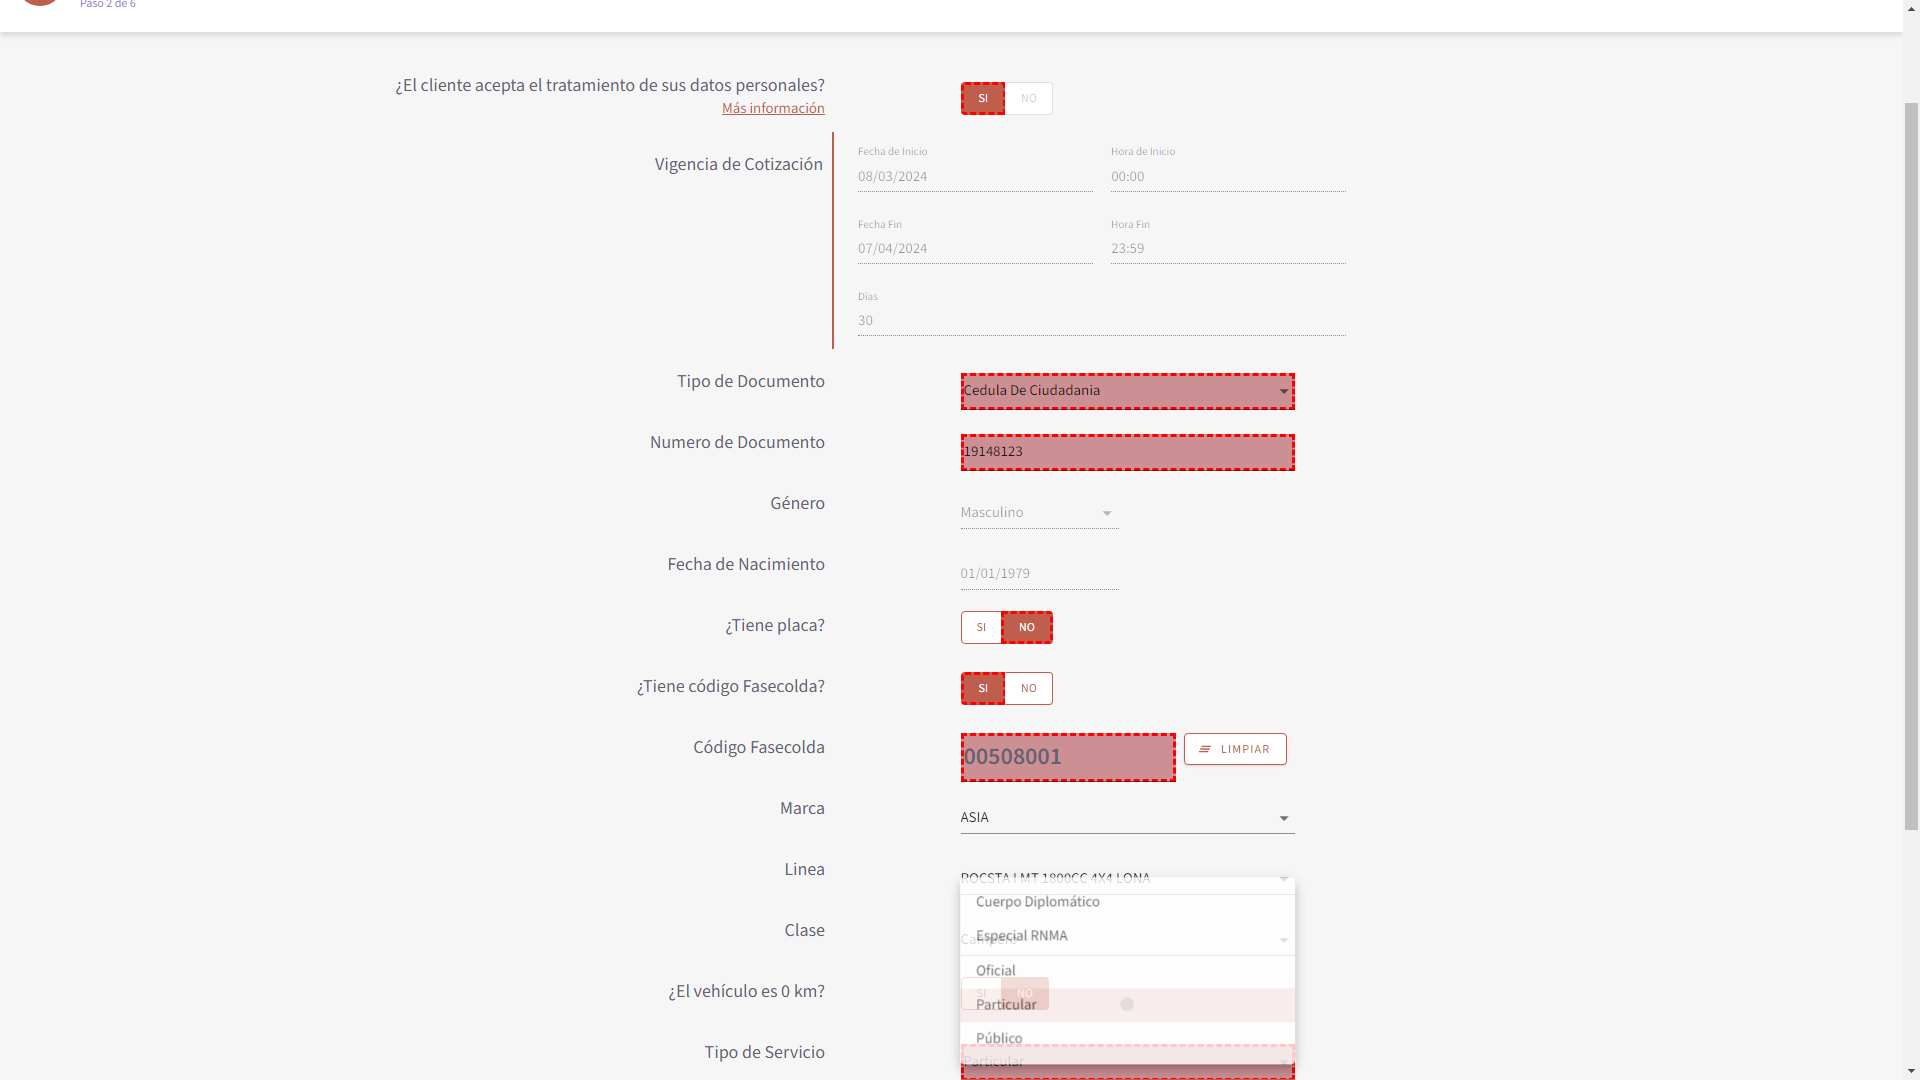 Paso 2 de 6
¿El cliente acepta el tratamiento de sus datos personales?
Más información
SI NO
Vigencia de Cotización
Fecha de Inicio Hora de Inicio
08/03/2024 00:00
Fecha Fin Hora Fin
07/04/2024 23:59
Días
30
Tipo de Documento Cedula De Ciudadania
Numero de Documento 19148123
Género Masculino
Fecha de Nacimiento 01/01/1979
¿Tiene placa? SI NO
¿Tiene código Fasecolda? SI NO
Código Fasecolda 00508001 LIMPIAR
Marca ASIA
Linea ROCSTA LMT 1800CC 4X4 LONA
Cuerpo Diplomático
Clase Campero
Especial RNMA
Oficial
¿El vehículo es 0 km? SI NO
Particular
Público
Tipo de Servicio Particular